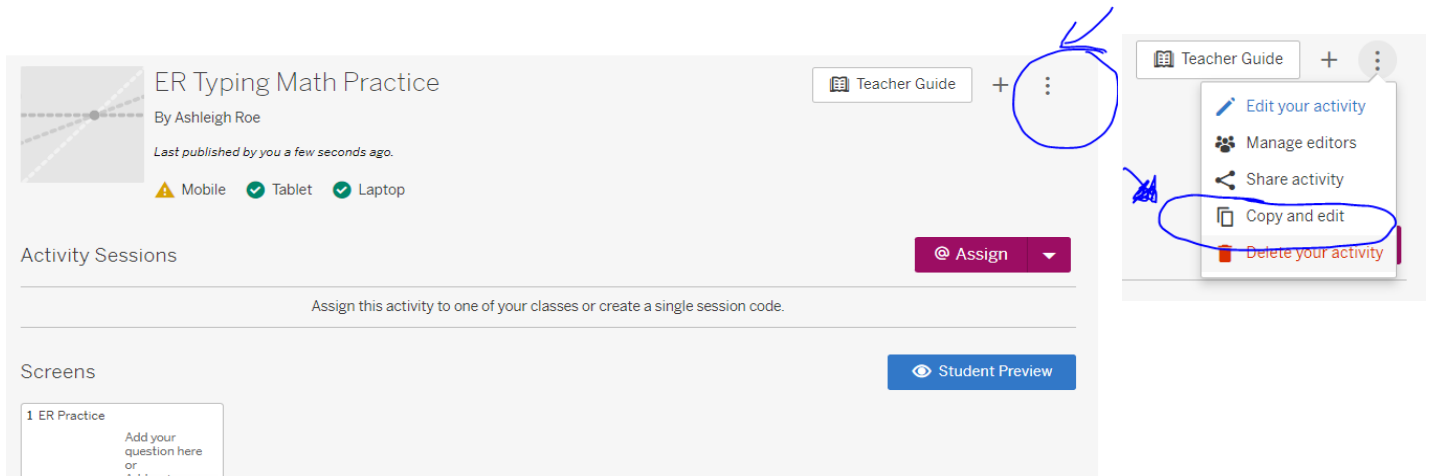 ER Typing Math Practice
Teacher Guide
By Ashleigh Roe
Last published by you a few seconds ago.
Mobile Tablet Laptop
Activity Sessions
@ Assign
Assign this activity to one of your classes or create a single session code.
Screens
Student Preview
1 ER Practice
Add your
question here
or
Teacher Guide
Edit your activity
Manage editors
Share activity
Copy and edit
Delete your activity